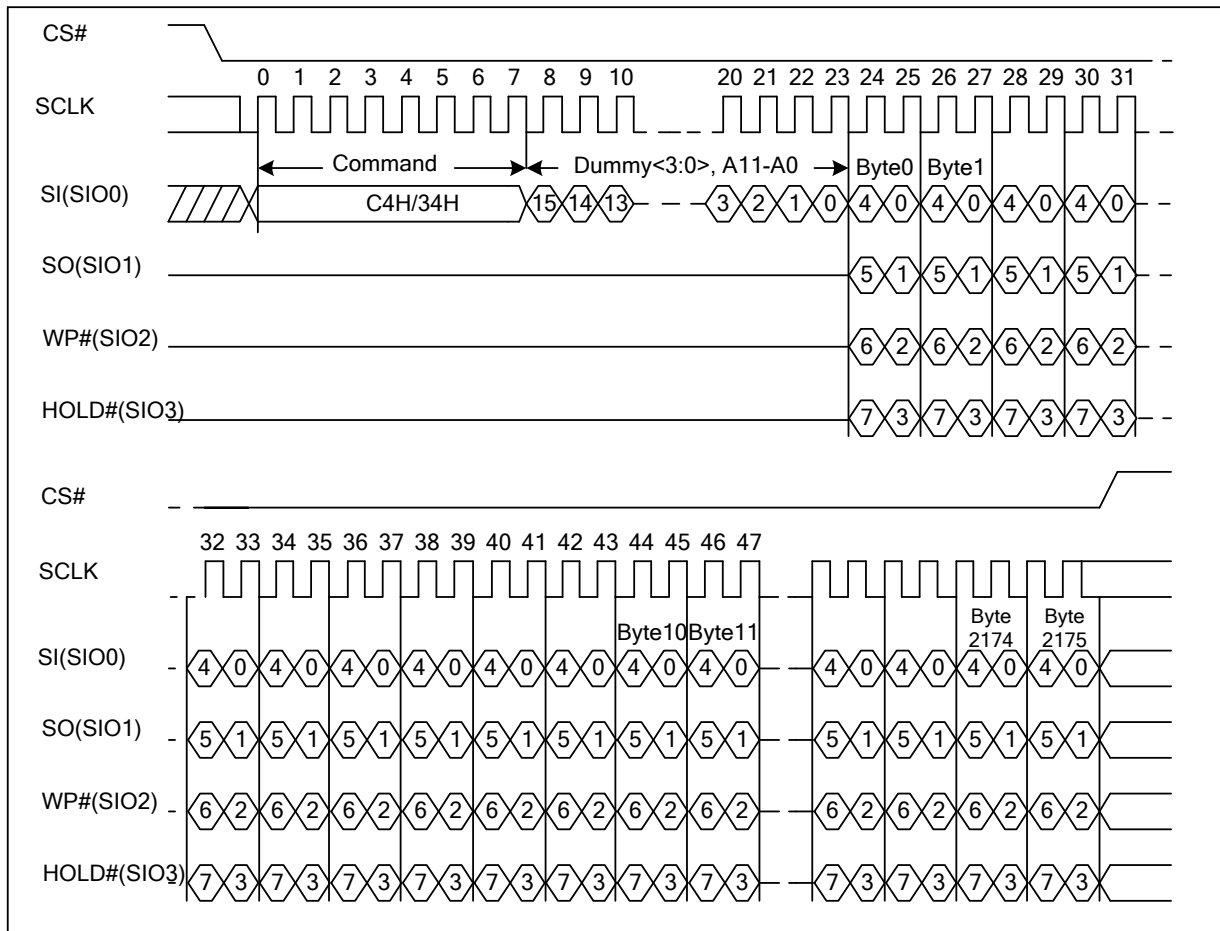 CS#
0 1 2 3 4 5 6 7 8 9 10 20 21 22 23 24 25 26 27 28 29 30 31
SCLK
Command Dummy<3:0>, A11-A0 Byte0 Byte1
SI(SIO0) C4H/34H 15 14 13 3 2 1 0 4 0 4 0 4 0 4 0
SO(SIO1) 5 1 5 1 5 1 5 1
WP#(SIO2) 6 2 6 2 6 2 6 2
HOLD#(SIO3) 7 3 7 3 7 3 7 3
CS#
32 33 34 35 36 37 38 39 40 41 42 43 44 45 46 47
SCLK
Byte10 Byte11 Byte 2174 Byte 2175
SI(SIO0) 4 0 4 0 4 0 4 0 4 0 4 0 4 0 4 0 4 0 4 0 4 0 4 0
SO(SIO1) 5 1 5 1 5 1 5 1 5 1 5 1 5 1 5 1 5 1 5 1 5 1 5 1
WP#(SIO2) 6 2 6 2 6 2 6 2 6 2 6 2 6 2 6 2 6 2 6 2 6 2 6 2
HOLD#(SIO3) 7 3 7 3 7 3 7 3 7 3 7 3 7 3 7 3 7 3 7 3 7 3 7 3